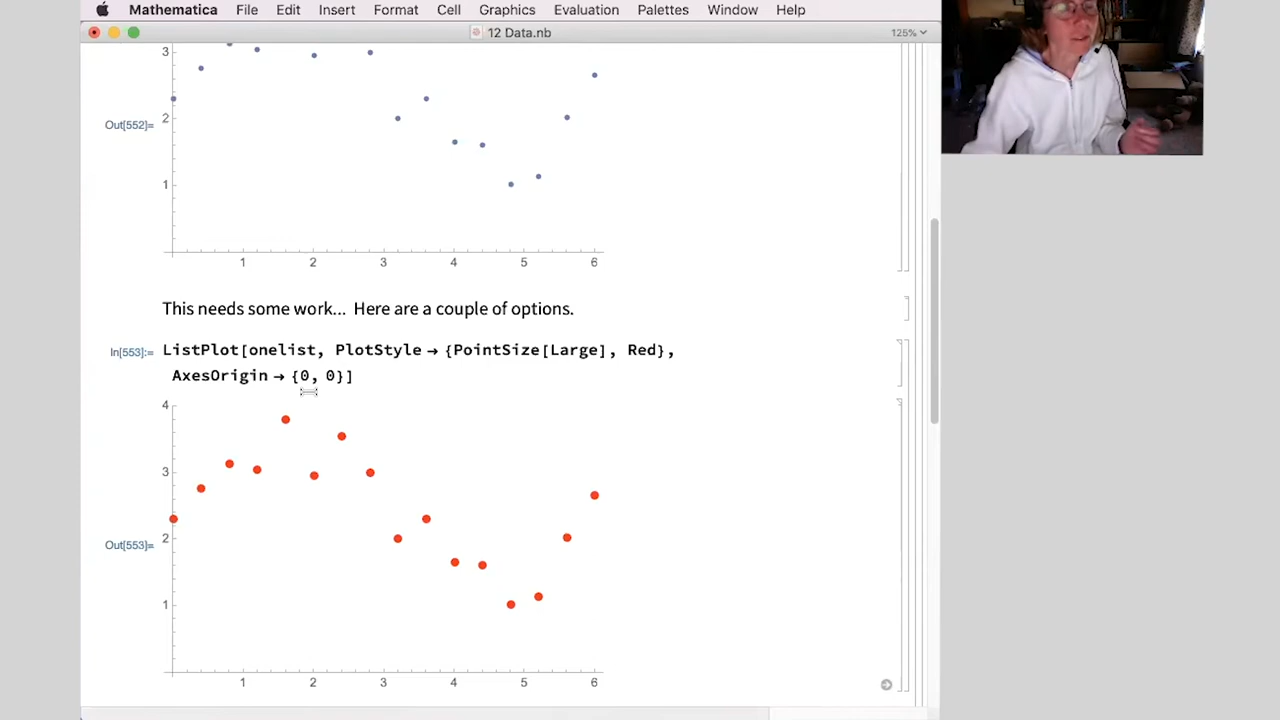 Mathematica File Edit Insert Format Cell Graphics Evaluation Palettes Window Help
12 Data.nb
125%
3
2
1
Out[552]=
1 2 3 4 5 6
This needs some work... Here are a couple of options.
In[553]:= ListPlot[onelist, PlotStyle → {PointSize[Large], Red},
AxesOrigin → {0, 0}]
4
3
2
1
Out[553]=
1 2 3 4 5 6